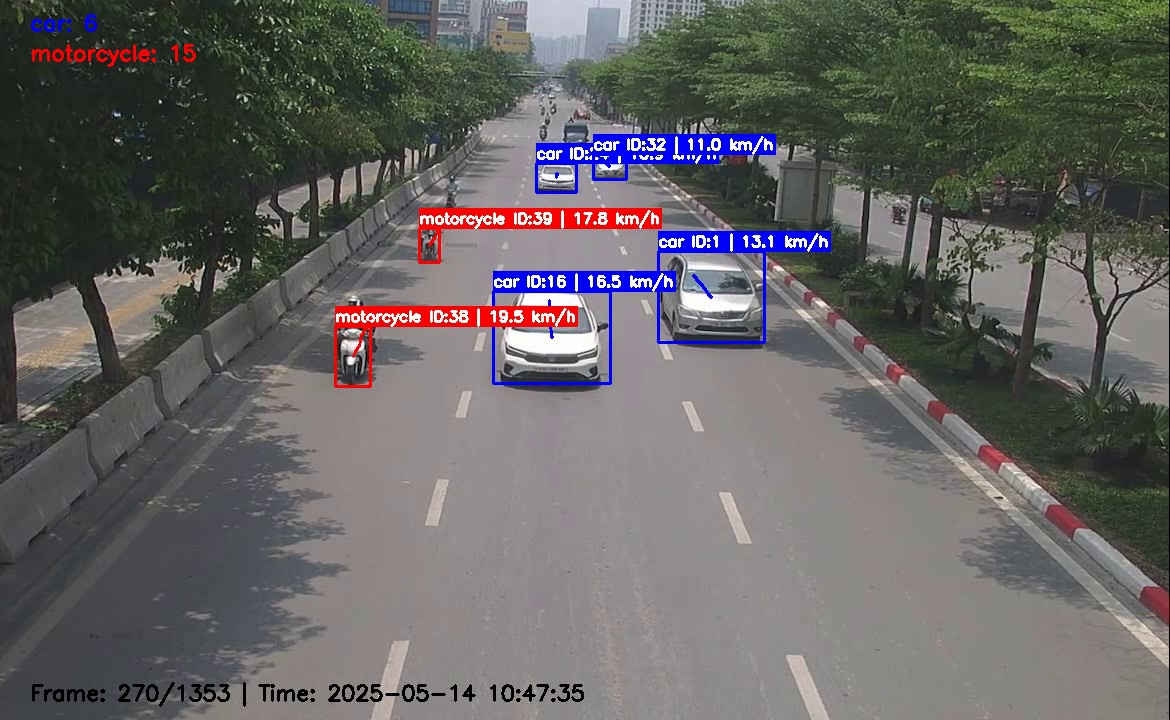 car: 6
motorcycle: 15
car ID:32 | 11.0 km/h
car ID:
motorcycle ID:39 | 17.8 km/h
car ID:1 | 13.1 km/h
car ID:16 | 16.5 km/h
motorcycle ID:38 | 19.5 km/h
Frame: 270/1353 | Time: 2025-05-14 10:47:35